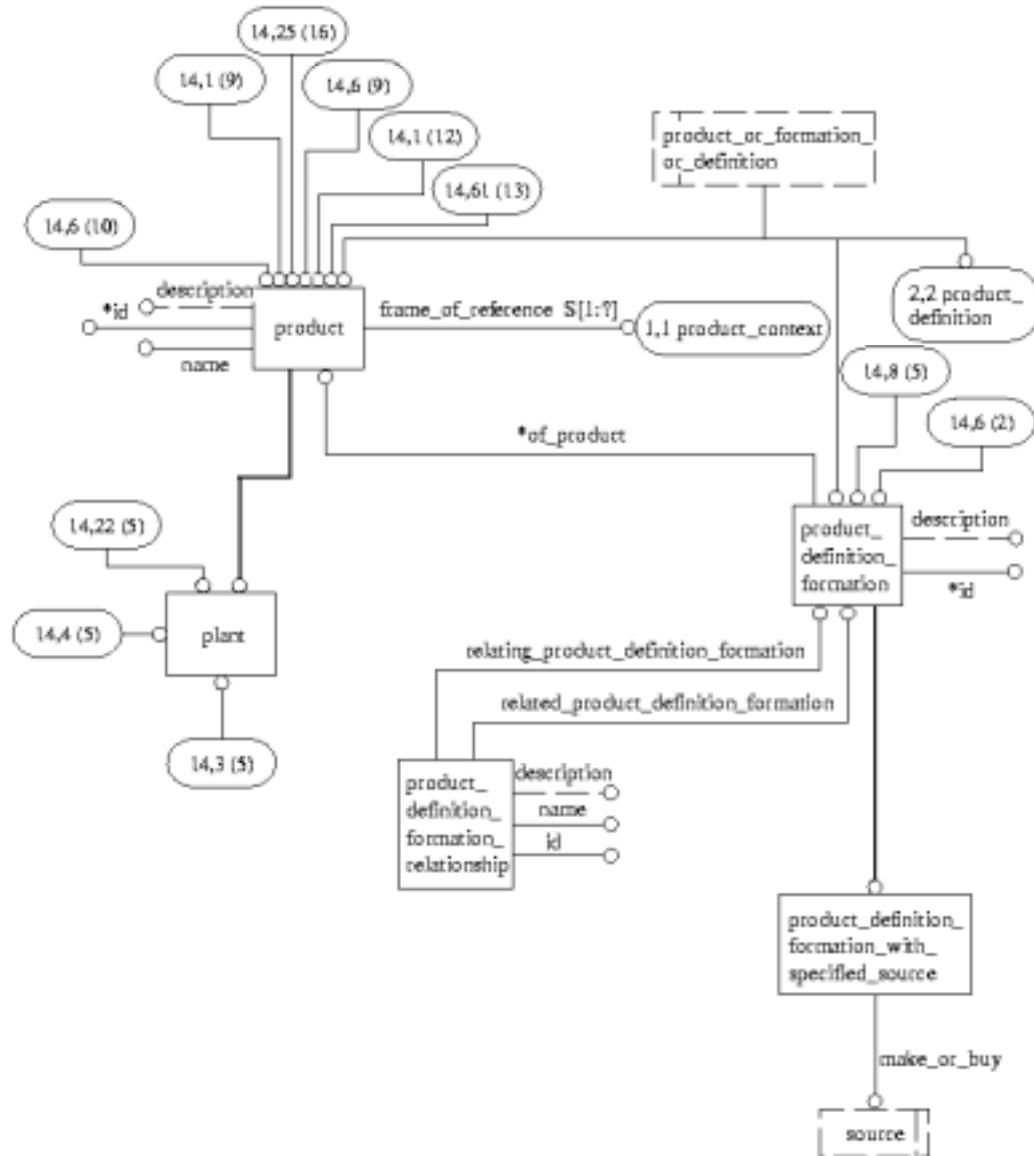 14,25 (16)
14,1 (9)
14,6 (9)
14,1 (12)
14,61 (13)
product_or_formation_
or_definition
14,6 (10)
description
*id
product
name
frame_of_reference S[1:?]
1,1 product_context
2,2 product_
definition
14,8 (5)
14,6 (2)
*of_product
14,22 (5)
product_
definition_
formation
description
*id
14,4 (5)
plant
relating_product_definition_formation
related_product_definition_formation
14,3 (5)
product_
definition_
formation_
relationship
description
name
id
product_definition_
formation_with_
specified_source
make_or_buy
source